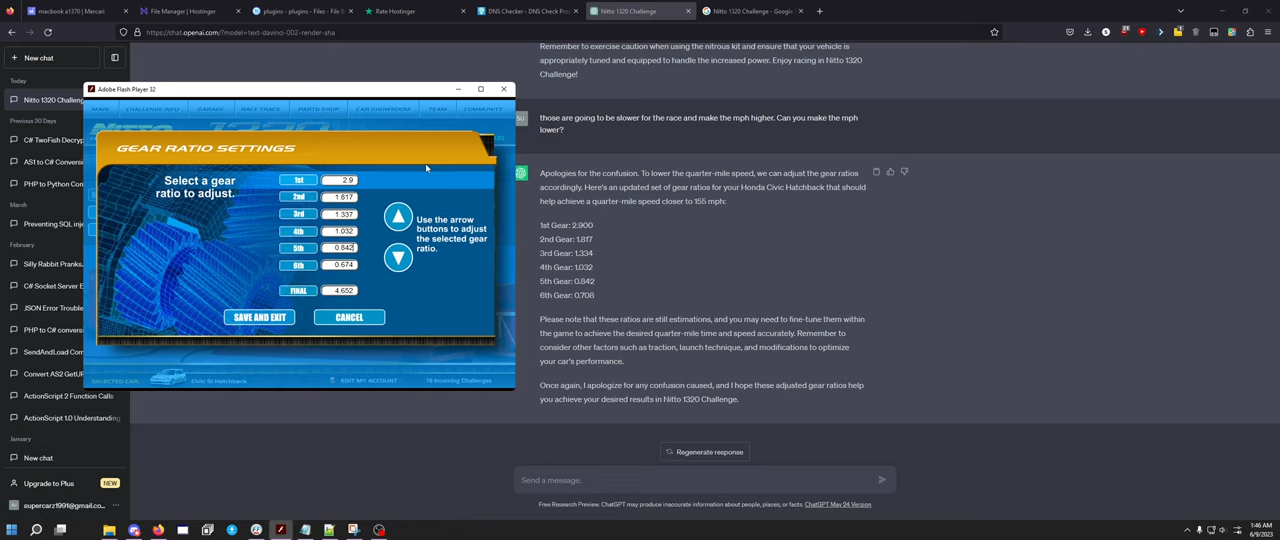 macbook a1370 | Mercari
File Manager | Hostinger
plugins - plugins - Files - File B
Rate Hostinger
DNS Checker - DNS Check Prop
Nitto 1320 Challenge
Nitto 1320 Challenge - Google S
https://chat.openai.com/?model=text-davinci-002-render-sha
21
New chat
Today
Nitto 1320 Challenge
Previous 30 Days
C# TwoFish Decryp
AS1 to C# Conversi
PHP to Python Con
March
Preventing SQL inje
February
Silly Rabbit Pranks.
C# Socket Server E
JSON Error Trouble
PHP to C# conversi
SendAndLoad Com
Convert AS2 GetUR
ActionScript 2 Function Calls
ActionScript 1.0 Understanding
January
New chat
Upgrade to Plus
NEW
supercarz1991@gmail.co...
Adobe Flash Player 32
MAIN
CHALLENGE INFO
GARAGE
RACE TRACK
PARTS SHOP
CAR SHOWROOM
TEAM
COMMUNITY
GEAR RATIO SETTINGS
Select a gear
ratio to adjust.
1st 2.9
2nd 1.817
3rd 1.337
4th 1.032
5th 0.842
6th 0.674
FINAL 4.652
Use the arrow
buttons to adjust
the selected gear
ratio.
SAVE AND EXIT
CANCEL
SELECTED CAR:
Civic Si Hatchback
EDIT MY ACCOUNT
18 Incoming Challenges
Remember to exercise caution when using the nitrous kit and ensure that your vehicle is
appropriately tuned and equipped to handle the increased power. Enjoy racing in Nitto 1320
Challenge!
SU
those are going to be slower for the race and make the mph higher. Can you make the mph
lower?
Apologies for the confusion. To lower the quarter-mile speed, we can adjust the gear ratios
accordingly. Here's an updated set of gear ratios for your Honda Civic Hatchback that should
help achieve a quarter-mile speed closer to 155 mph:
1st Gear: 2.900
2nd Gear: 1.817
3rd Gear: 1.334
4th Gear: 1.032
5th Gear: 0.842
6th Gear: 0.708
Please note that these ratios are still estimations, and you may need to fine-tune them within
the game to achieve the desired quarter-mile time and speed accurately. Remember to
consider other factors such as traction, launch technique, and modifications to optimize
your car's performance.
Once again, I apologize for any confusion caused, and I hope these adjusted gear ratios help
you achieve your desired results in Nitto 1320 Challenge.
Regenerate response
Send a message.
Free Research Preview. ChatGPT may produce inaccurate information about people, places, or facts. ChatGPT May 24 Version
1:46 AM
6/9/2023